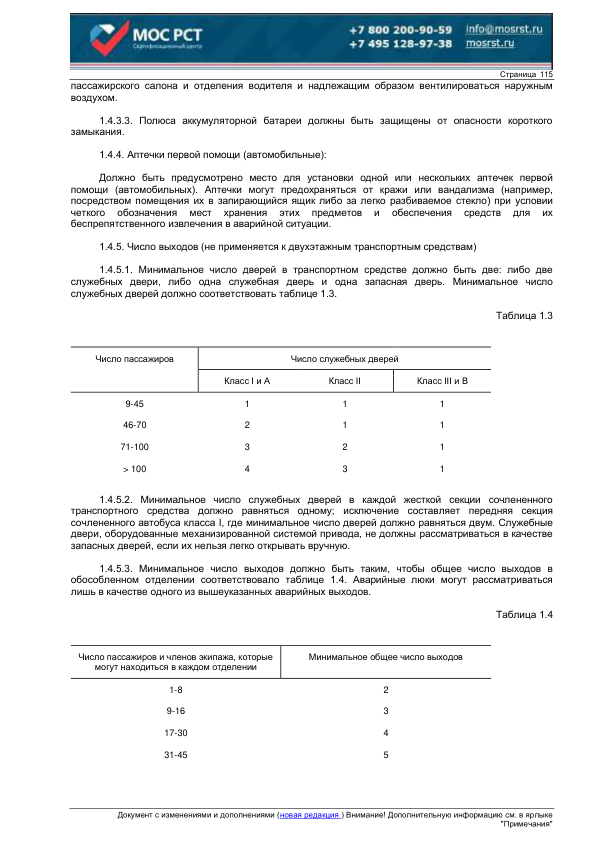 МОС РСТ
Сертификационный центр
+7 800 200-90-59 info@mosrst.ru
+7 495 128-97-38 mosrst.ru
Страница 115
пассажирского салона и отделения водителя и надлежащим образом вентилироваться наружным
воздухом.
1.4.3.3. Полюса аккумуляторной батареи должны быть защищены от опасности короткого
замыкания.
1.4.4. Аптечки первой помощи (автомобильные):
Должно быть предусмотрено место для установки одной или нескольких аптечек первой
помощи (автомобильных). Аптечки могут предохраняться от кражи или вандализма (например,
посредством помещения их в запирающийся ящик либо за легко разбиваемое стекло) при условии
четкого обозначения мест хранения этих предметов и обеспечения средств для их
беспрепятственного извлечения в аварийной ситуации.
1.4.5. Число выходов (не применяется к двухэтажным транспортным средствам)
1.4.5.1. Минимальное число дверей в транспортном средстве должно быть две: либо две
служебных двери, либо одна служебная дверь и одна запасная дверь. Минимальное число
служебных дверей должно соответствовать таблице 1.3.
Таблица 1.3
Число пассажиров Число служебных дверей
Класс I и А Класс II Класс III и В
9-45 1 1 1
46-70 2 1 1
71-100 3 2 1
> 100 4 3 1
1.4.5.2. Минимальное число служебных дверей в каждой жесткой секции сочлененного
транспортного средства должно равняться одному; исключение составляет передняя секция
сочлененного автобуса класса I, где минимальное число дверей должно равняться двум. Служебные
двери, оборудованные механизированной системой привода, не должны рассматриваться в качестве
запасных дверей, если их нельзя легко открывать вручную.
1.4.5.3. Минимальное число выходов должно быть таким, чтобы общее число выходов в
обособленном отделении соответствовало таблице 1.4. Аварийные люки могут рассматриваться
лишь в качестве одного из вышеуказанных аварийных выходов.
Таблица 1.4
Число пассажиров и членов экипажа, которые Минимальное общее число выходов
могут находиться в каждом отделении
1-8 2
9-16 3
17-30 4
31-45 5
Документ с изменениями и дополнениями (новая редакция ) Внимание! Дополнительную информацию см. в ярлыке
"Примечания"